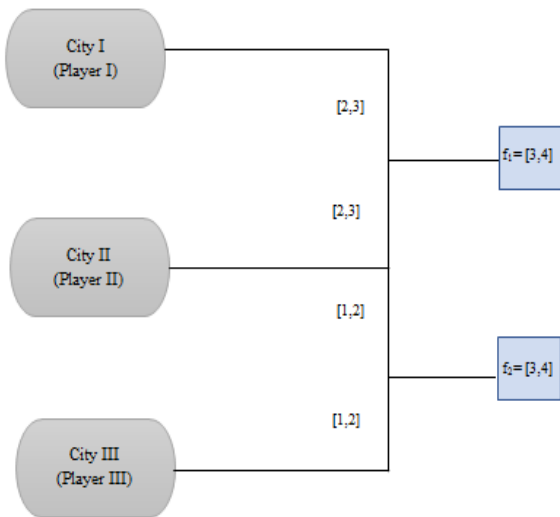 City I
(Player I)
[2,3]
f₁=[3,4]
[2,3]
City II
(Player II)
[1,2]
f₂=[3,4]
[1,2]
City III
(Player III)